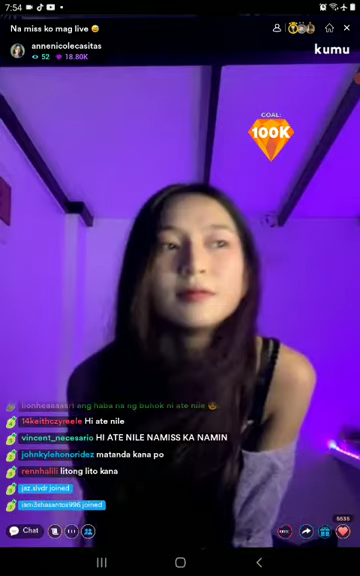 7:54
Na miss ko mag live 😄
annenicolecasitas
52 18.80K
kumu
GOAL:
100K
ang haba na ng buhok ni ate nile
14keithczyreele Hi ate nile
vincent_necesario HI ATE NILE NAMISS KA NAMIN
johnkylehonoridez matanda kana po
rennhalili litong lito kana
jaz.slvdr joined
joined
Chat
5535